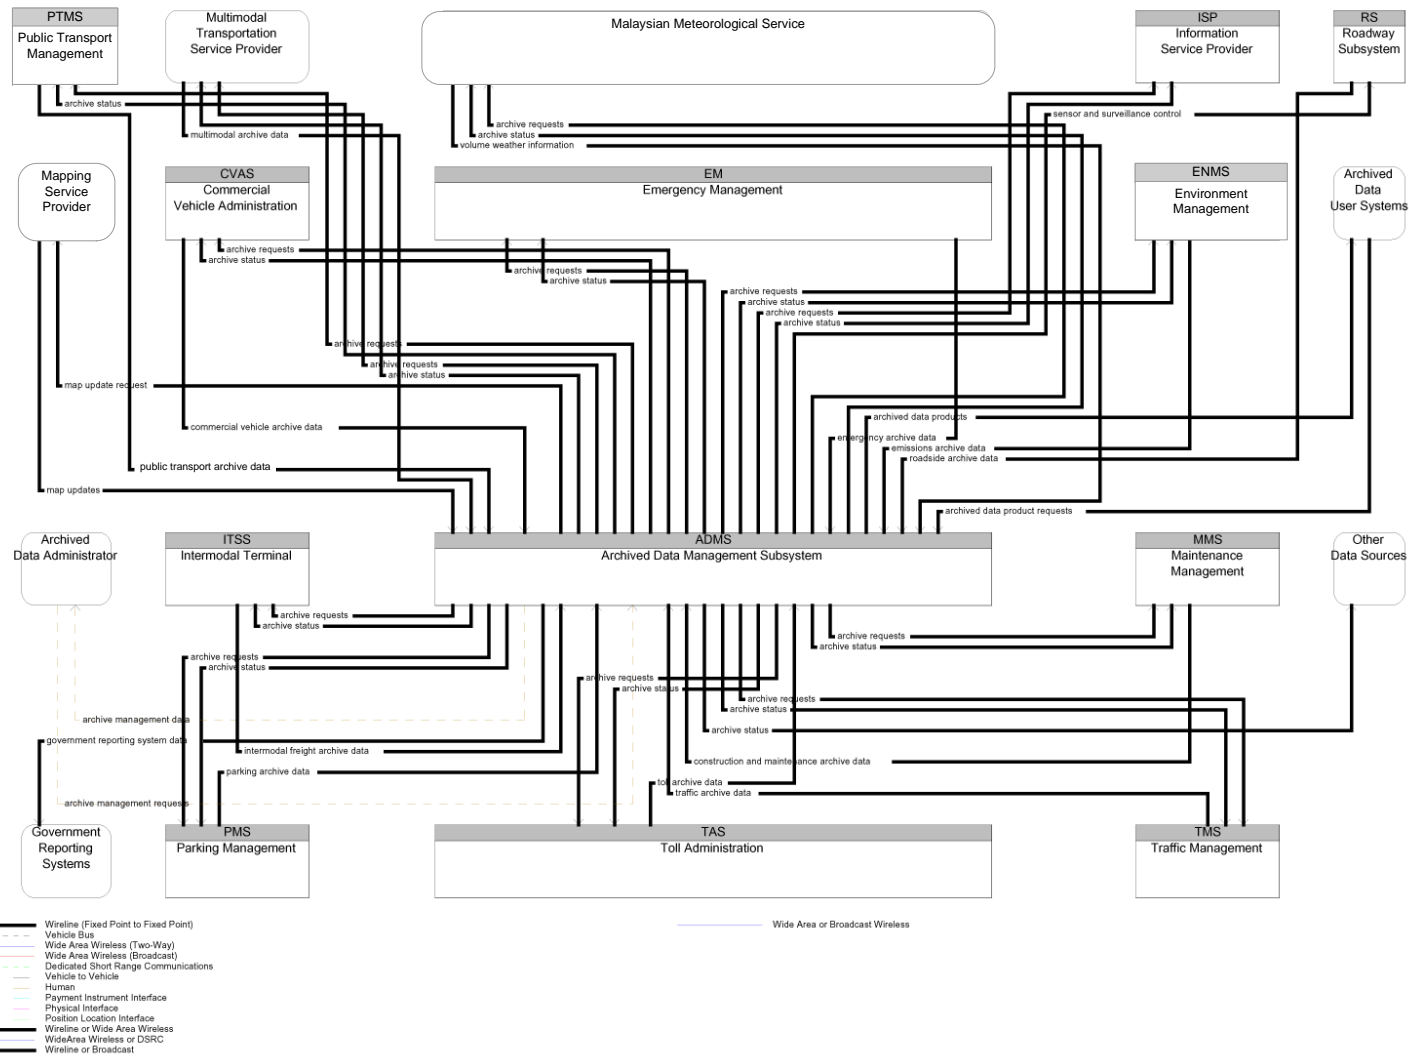 PTMS
Public Transport
Management
Multimodal
Transportation
Service Provider
Malaysian Meteorological Service
ISP
Information
Service Provider
RS
Roadway
Subsystem
archive status
multimodal archive data
archive requests
archive status
volume weather information
sensor and surveillance control
Mapping
Service
Provider
CVAS
Commercial
Vehicle Administration
EM
Emergency Management
ENMS
Environment
Management
Archived
Data
User Systems
archive requests
archive status
archive requests
archive status
archive requests
archive status
archive requests
archive status
archive requests
archive requests
archive status
map update request
archived data products
commercial vehicle archive data
emergency archive data
emissions archive data
roadside archive data
public transport archive data
map updates
archived data product requests
Archived
Data Administrator
ITSS
Intermodal Terminal
ADMS
Archived Data Management Subsystem
MMS
Maintenance
Management
Other
Data Sources
archive requests
archive status
archive requests
archive status
archive requests
archive status
archive requests
archive status
archive requests
archive status
archive management data
archive status
government reporting system data
intermodal freight archive data
construction and maintenance archive data
parking archive data
toll archive data
traffic archive data
archive management requests
Government
Reporting
Systems
PMS
Parking Management
TAS
Toll Administration
TMS
Traffic Management
Wireline (Fixed Point to Fixed Point)
Vehicle Bus
Wide Area Wireless (Two-Way)
Wide Area Wireless (Broadcast)
Dedicated Short Range Communications
Vehicle to Vehicle
Human
Payment Instrument Interface
Physical Interface
Position Location Interface
Wireline or Wide Area Wireless
WideArea Wireless or DSRC
Wireline or Broadcast
Wide Area or Broadcast Wireless